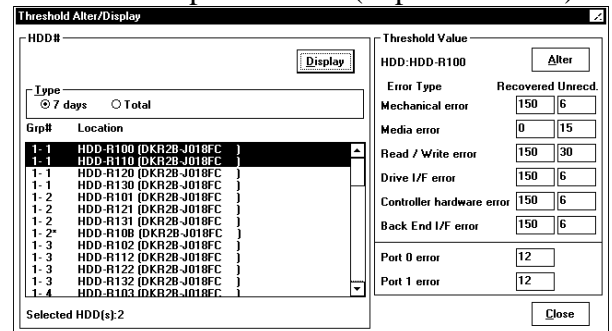 Threshold Alter/Display
HDD#
Display
Type
7 days Total
Grp# Location
1- 1 HDD-R100 (DKR2B-J018FC )
1- 1 HDD-R110 (DKR2B-J018FC )
1- 1 HDD-R120 (DKR2B-J018FC )
1- 1 HDD-R130 (DKR2B-J018FC )
1- 2 HDD-R101 (DKR2B-J018FC )
1- 2 HDD-R121 (DKR2B-J018FC )
1- 2 HDD-R131 (DKR2B-J018FC )
1- 2* HDD-R10B (DKR2B-J018FC )
1- 3 HDD-R102 (DKR2B-J018FC )
1- 3 HDD-R112 (DKR2B-J018FC )
1- 3 HDD-R122 (DKR2B-J018FC )
1- 3 HDD-R132 (DKR2B-J018FC )
1- 4 HDD-R103 (DKR2B-J018FC )
Selected HDD(s):2
Threshold Value
HDD:HDD-R100 Alter
Error Type Recovered Unrecd.
Mechanical error 150 6
Media error 0 15
Read / Write error 150 30
Drive I/F error 150 6
Controller hardware error 150 6
Back End I/F error 150 6
Port 0 error 12
Port 1 error 12
Close